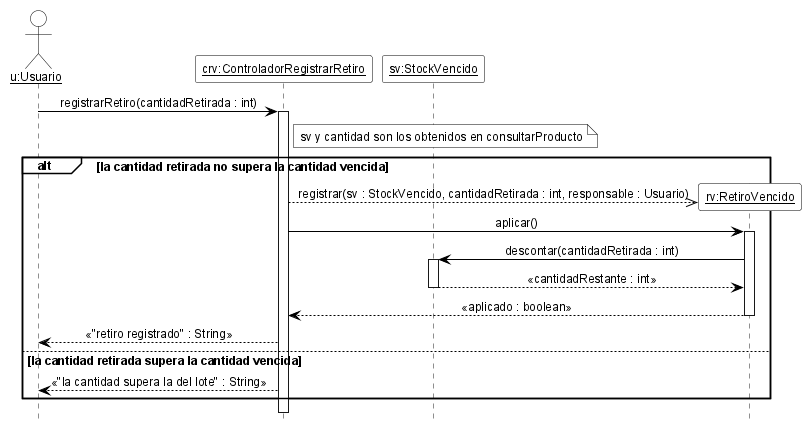 u:Usuario
crv:ControladorRegistrarRetiro
sv:StockVencido
registrarRetiro(cantidadRetirada : int)
sv y cantidad son los obtenidos en consultarProducto
alt
[la cantidad retirada no supera la cantidad vencida]
registrar(sv : StockVencido, cantidadRetirada : int, responsable : Usuario)
rv:RetiroVencido
aplicar()
descontar(cantidadRetirada : int)
«cantidadRestante : int»
«aplicado : boolean»
«"retiro registrado" : String»
[la cantidad retirada supera la cantidad vencida]
«"la cantidad supera la del lote" : String»